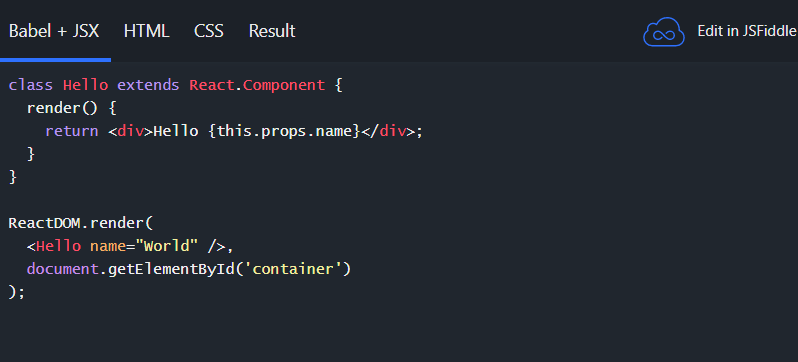 Babel + JSX HTML CSS Result Edit in JSFiddle
class Hello extends React.Component {
  render() {
    return <div>Hello {this.props.name}</div>;
  }
}

ReactDOM.render(
  <Hello name="World" />,
  document.getElementById('container')
);